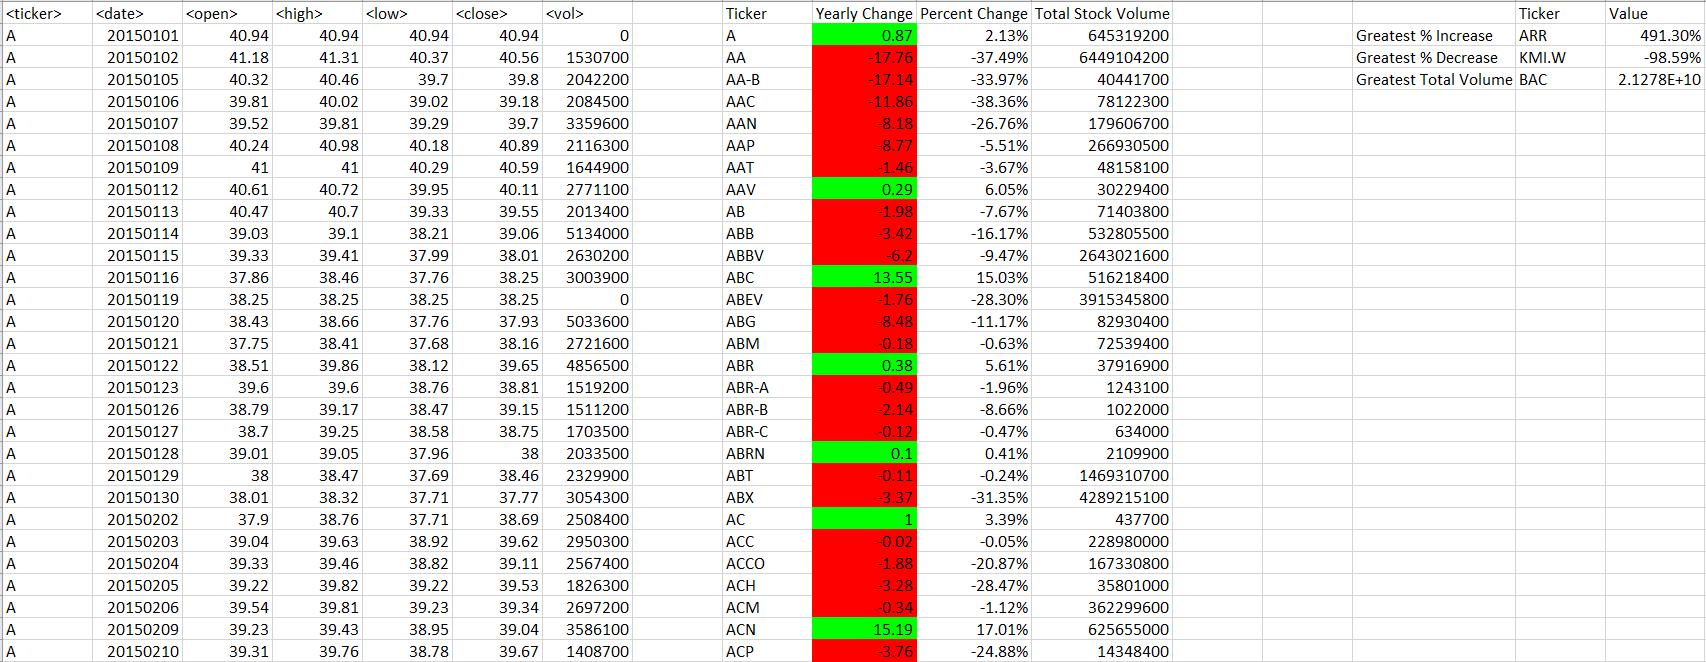 <ticker> <date> <open> <high> <low> <close> <vol> Ticker Yearly Change Percent Change Total Stock Volume Ticker Value
A 20150101 40.94 40.94 40.94 40.94 0 A 0.87 2.13% 645319200 Greatest % Increase ARR 491.30%
A 20150102 41.18 41.31 40.37 40.56 1530700 AA -17.76 -37.49% 6449104200 Greatest % Decrease KMI.W -98.59%
A 20150105 40.32 40.46 39.7 39.8 2042200 AA-B -17.14 -33.97% 40441700 Greatest Total Volume BAC 2.1278E+10
A 20150106 39.81 40.02 39.02 39.18 2084500 AAC -11.86 -38.36% 78122300
A 20150107 39.52 39.81 39.29 39.7 3359600 AAN -8.18 -26.76% 179606700
A 20150108 40.24 40.98 40.18 40.89 2116300 AAP -8.77 -5.51% 266930500
A 20150109 41 41 40.29 40.59 1644900 AAT -1.46 -3.67% 48158100
A 20150112 40.61 40.72 39.95 40.11 2771100 AAV 0.29 6.05% 30229400
A 20150113 40.47 40.7 39.33 39.55 2013400 AB -1.98 -7.67% 71403800
A 20150114 39.03 39.1 38.21 39.06 5134000 ABB -3.42 -16.17% 532805500
A 20150115 39.33 39.41 37.99 38.01 2630200 ABBV -6.2 -9.47% 2643021600
A 20150116 37.86 38.46 37.76 38.25 3003900 ABC 13.55 15.03% 516218400
A 20150119 38.25 38.25 38.25 38.25 0 ABEV -1.76 -28.30% 3915345800
A 20150120 38.43 38.66 37.76 37.93 5033600 ABG -8.48 -11.17% 82930400
A 20150121 37.75 38.41 37.68 38.16 2721600 ABM -0.18 -0.63% 72539400
A 20150122 38.51 39.86 38.12 39.65 4856500 ABR 0.38 5.61% 37916900
A 20150123 39.6 39.6 38.76 38.81 1519200 ABR-A -0.49 -1.96% 1243100
A 20150126 38.79 39.17 38.47 39.15 1511200 ABR-B -2.14 -8.66% 1022000
A 20150127 38.7 39.25 38.58 38.75 1703500 ABR-C -0.12 -0.47% 634000
A 20150128 39.01 39.05 37.96 38 2033500 ABRN 0.1 0.41% 2109900
A 20150129 38 38.47 37.69 38.46 2329900 ABT -0.11 -0.24% 1469310700
A 20150130 38.01 38.32 37.71 37.77 3054300 ABX -3.37 -31.35% 4289215100
A 20150202 37.9 38.76 37.71 38.69 2508400 AC 1 3.39% 437700
A 20150203 39.04 39.63 38.92 39.62 2950300 ACC -0.02 -0.05% 228980000
A 20150204 39.33 39.46 38.82 39.11 2567400 ACCO -1.88 -20.87% 167330800
A 20150205 39.22 39.82 39.22 39.53 1826300 ACH -3.28 -28.47% 35801000
A 20150206 39.54 39.81 39.23 39.34 2697200 ACM -0.34 -1.12% 362299600
A 20150209 39.23 39.43 38.95 39.04 3586100 ACN 15.19 17.01% 625655000
A 20150210 39.31 39.76 38.78 39.67 1408700 ACP -3.76 -24.88% 14348400